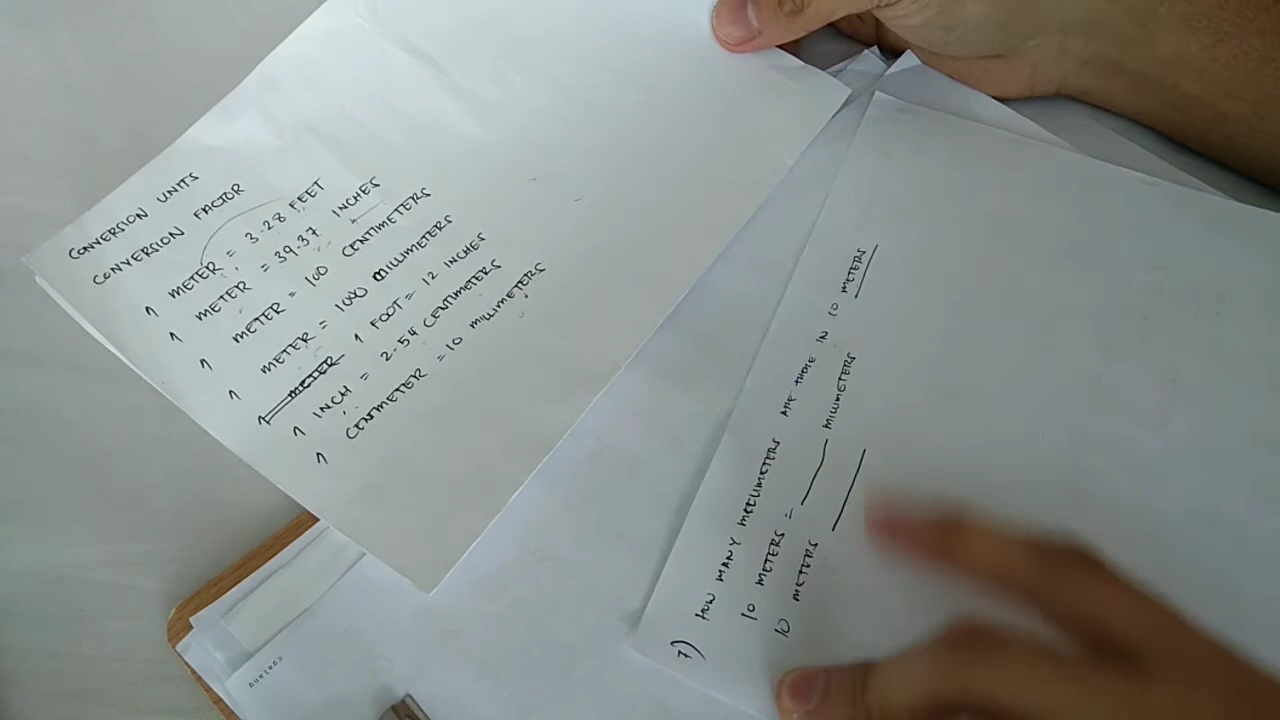 CONVERSION UNITS
CONVERSION FACTOR
1 METER = 3.28 FEET
1 METER = 39.37 INCHES
1 METER = 100 CENTIMETERS
1 METER = 1000 MILLIMETERS
1 METER 1 FOOT = 12 INCHES
1 INCH = 2.54 CENTIMETERS
1 CENTIMETER = 10 MILLIMETERS
7) HOW MANY MILLIMETERS ARE THERE IN 10 METERS
10 METERS = ___ MILLIMETERS
10 METERS ___